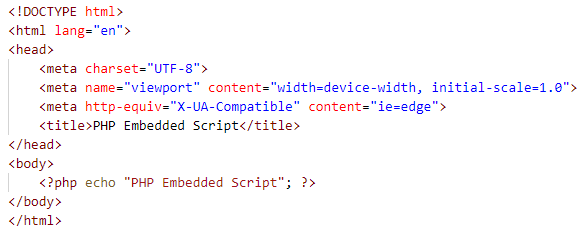 <!DOCTYPE html>
<html lang="en">
<head>
    <meta charset="UTF-8">
    <meta name="viewport" content="width=device-width, initial-scale=1.0">
    <meta http-equiv="X-UA-Compatible" content="ie=edge">
    <title>PHP Embedded Script</title>
</head>
<body>
    <?php echo "PHP Embedded Script"; ?>
</body>
</html>